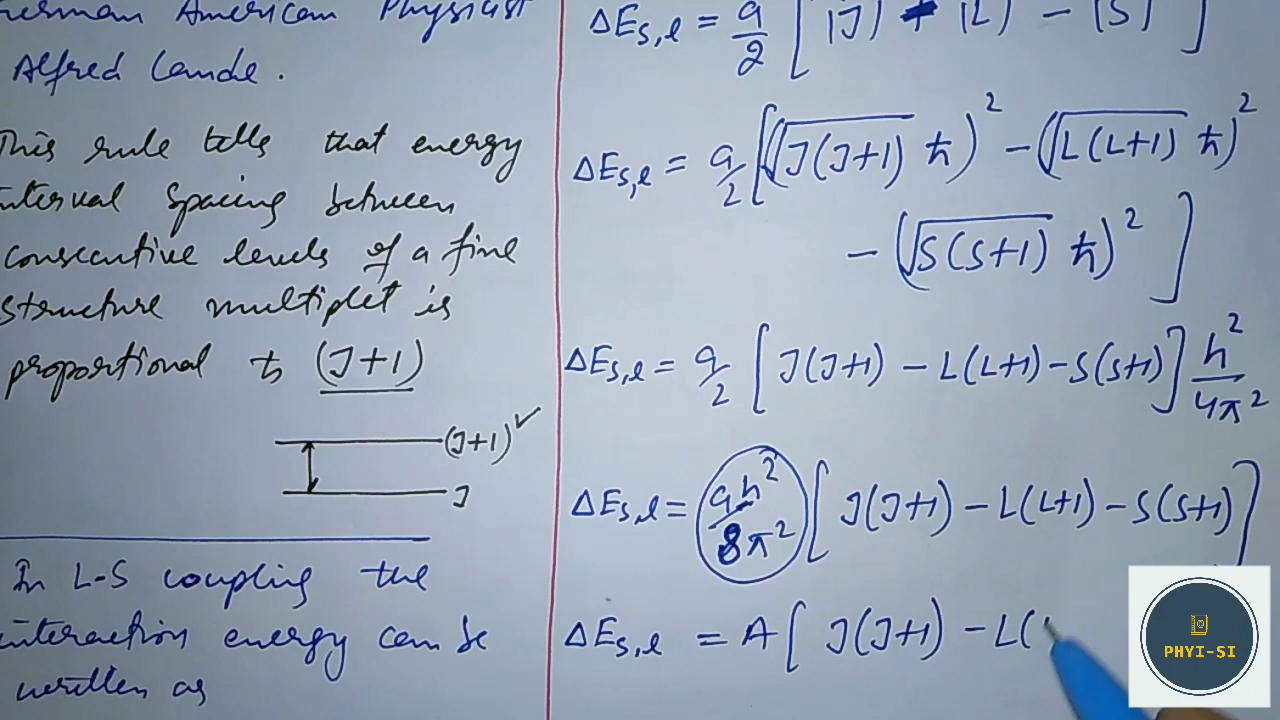 German American Physicist
Alfred Lande.
This rule tells that energy
interval spacing between
consecutive levels of a fine
structure multiplet is
proportional to (J+1)
(J+1) ✓
J
In L-S coupling the
interaction energy can be
written as
ΔEs,l = a/2 [ |J| - |L| - |S| ]
ΔEs,l = a/2 [(√J(J+1) ħ)² - (√L(L+1) ħ)²
- (√S(S+1) ħ)² ]
ΔEs,l = a/2 [ J(J+1) - L(L+1) - S(S+1) ] h²/4π²
ΔEs,l = ah²/8π² [ J(J+1) - L(L+1) - S(S+1) ]
ΔEs,l = A [ J(J+1) - L(
PHYI-SI